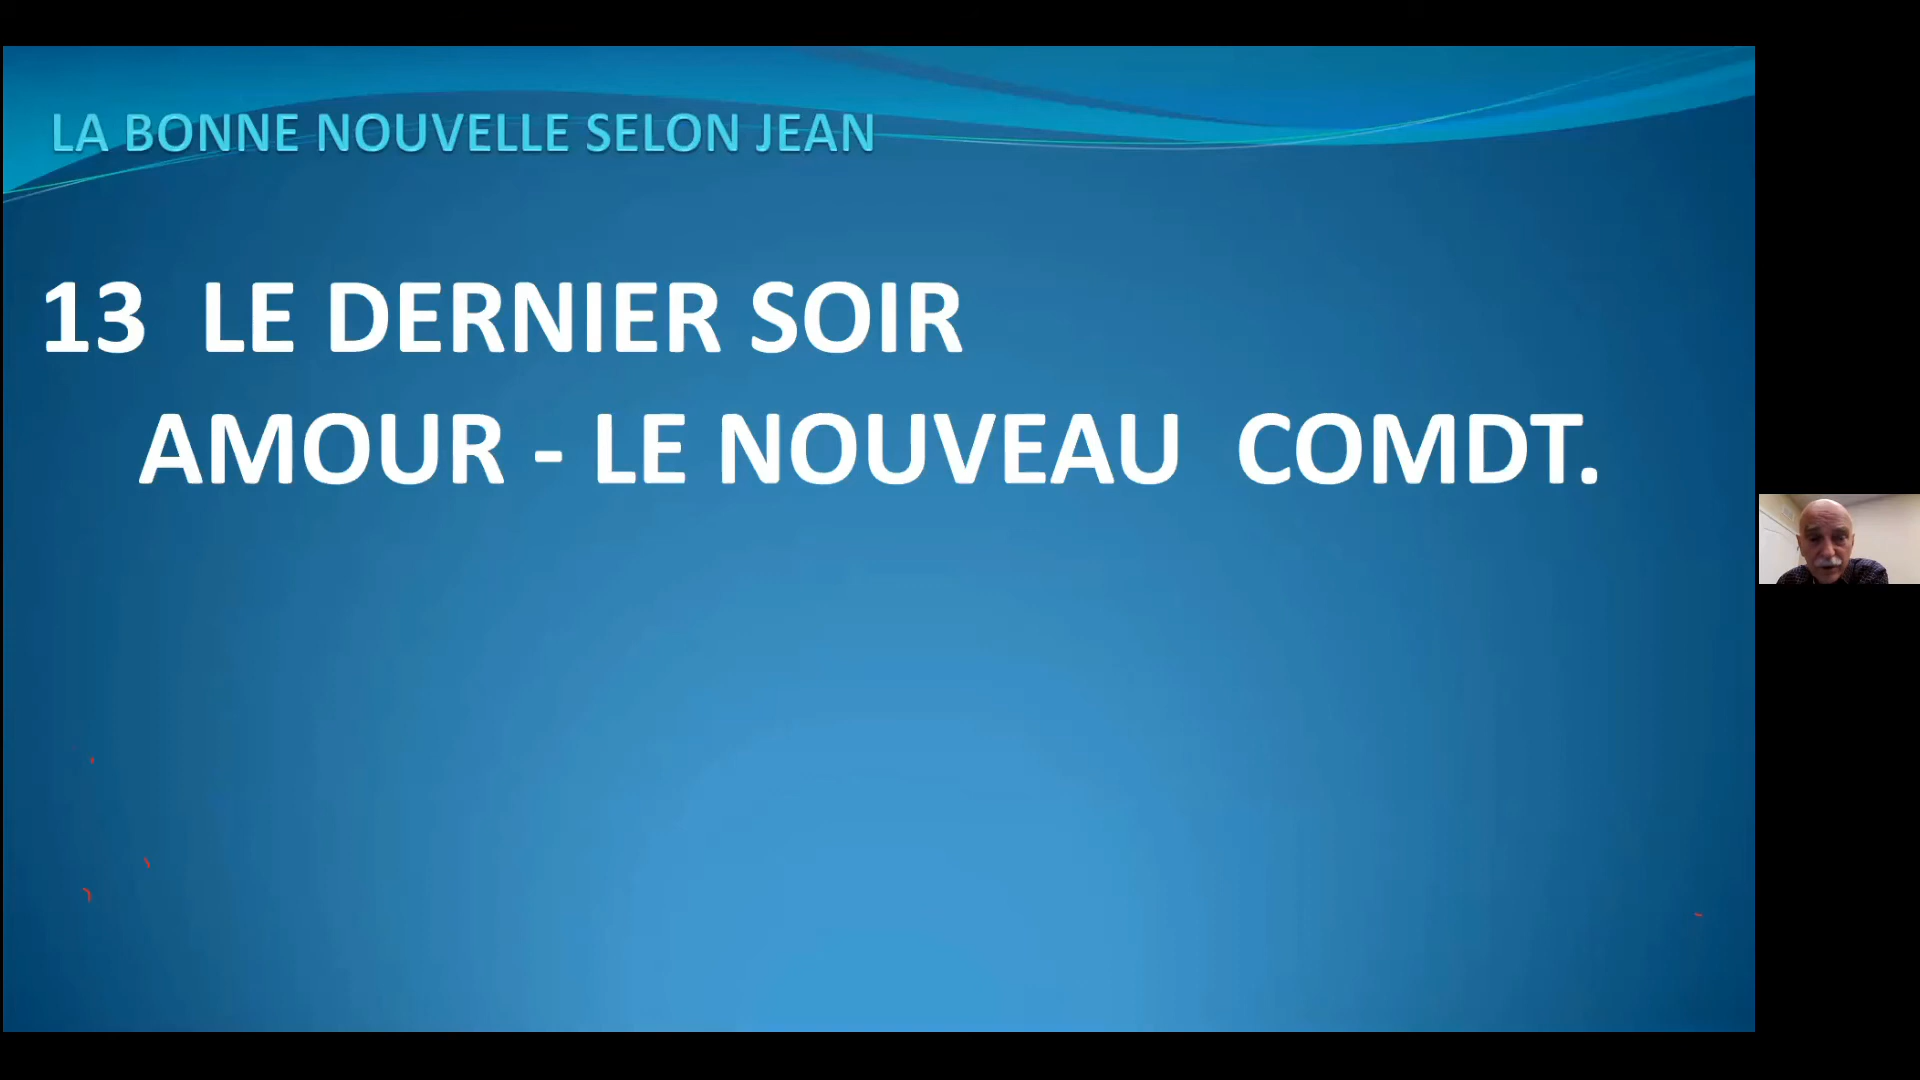 LA BONNE NOUVELLE SELON JEAN
13 LE DERNIER SOIR
AMOUR - LE NOUVEAU COMDT.